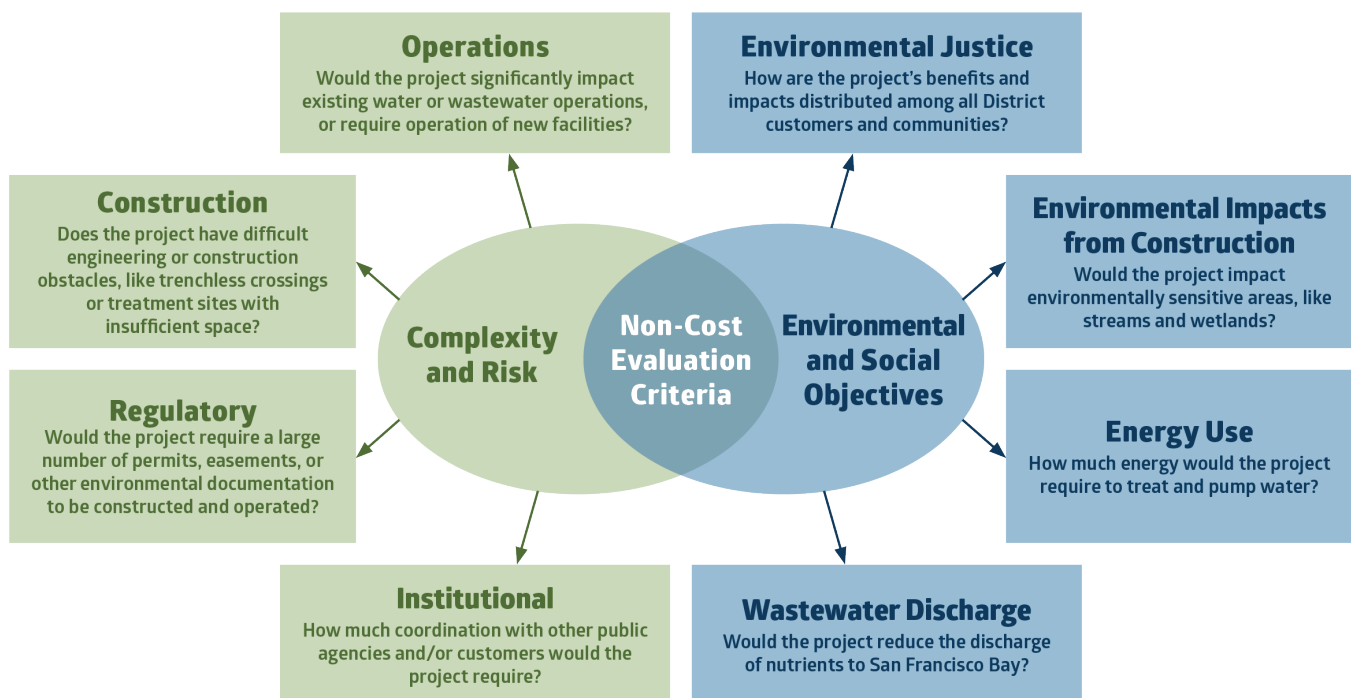 Operations
Would the project significantly impact
existing water or wastewater operations,
or require operation of new facilities?
Environmental Justice
How are the project’s benefits and
impacts distributed among all District
customers and communities?
Construction
Does the project have difficult
engineering or construction
obstacles, like trenchless crossings
or treatment sites with
insufficient space?
Environmental Impacts
from Construction
Would the project impact
environmentally sensitive areas, like
streams and wetlands?
Complexity
and Risk
Non-Cost
Evaluation
Criteria
Environmental
and Social
Objectives
Regulatory
Would the project require a large
number of permits, easements, or
other environmental documentation
to be constructed and operated?
Energy Use
How much energy would the project
require to treat and pump water?
Institutional
How much coordination with other public
agencies and/or customers would the
project require?
Wastewater Discharge
Would the project reduce the discharge
of nutrients to San Francisco Bay?